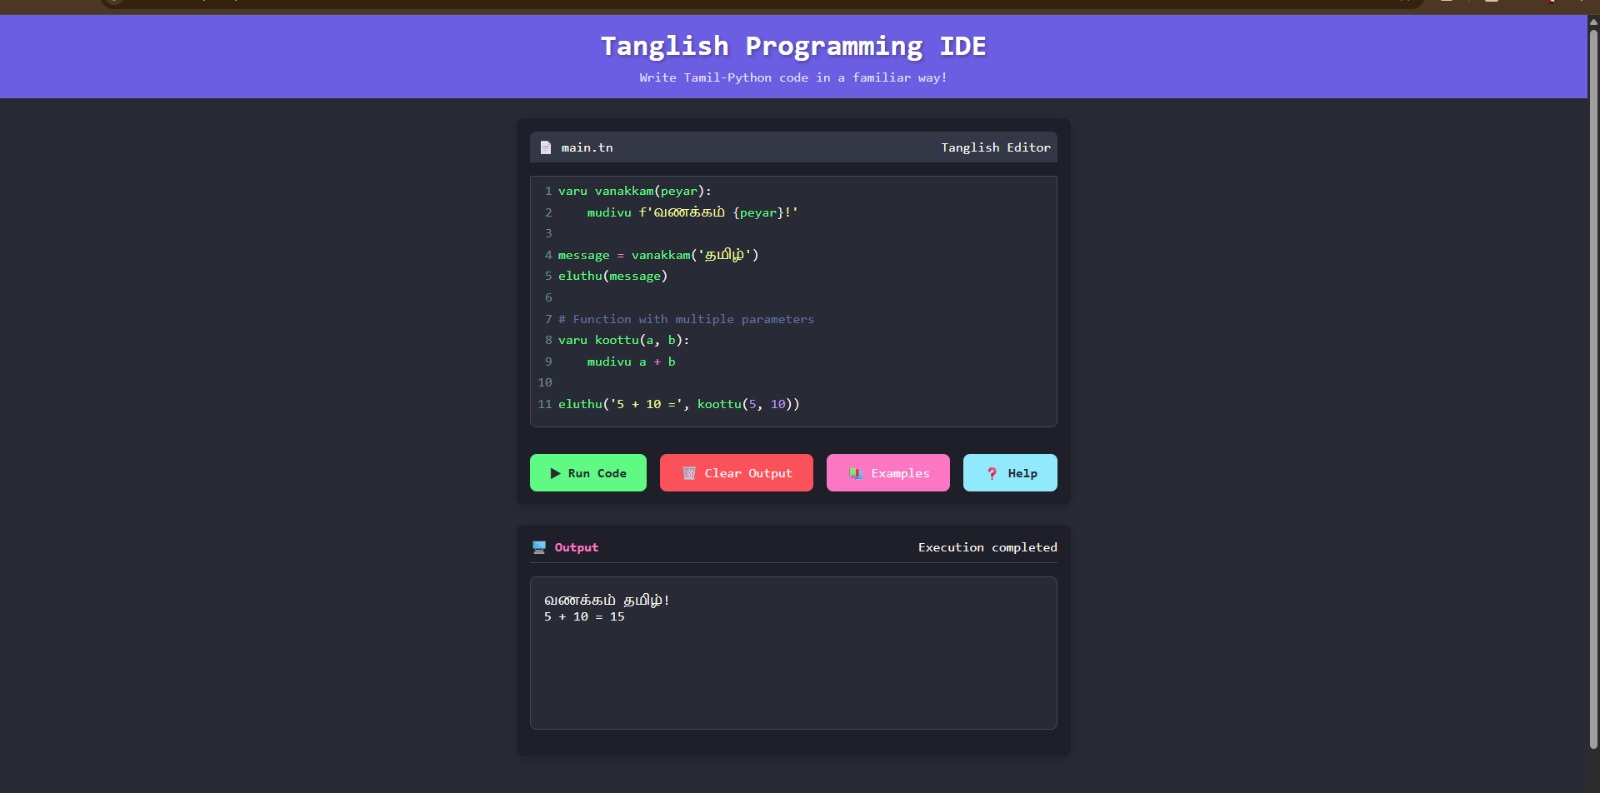 Tanglish Programming IDE
Write Tamil-Python code in a familiar way!
main.tn
Tanglish Editor
1 varu vanakkam(peyar):
2     mudivu f'வணக்கம் {peyar}!'
3
4 message = vanakkam('தமிழ்')
5 eluthu(message)
6
7 # Function with multiple parameters
8 varu koottu(a, b):
9     mudivu a + b
10
11 eluthu('5 + 10 =', koottu(5, 10))
Run Code
Clear Output
Examples
Help
Output
Execution completed
வணக்கம் தமிழ்!
5 + 10 = 15